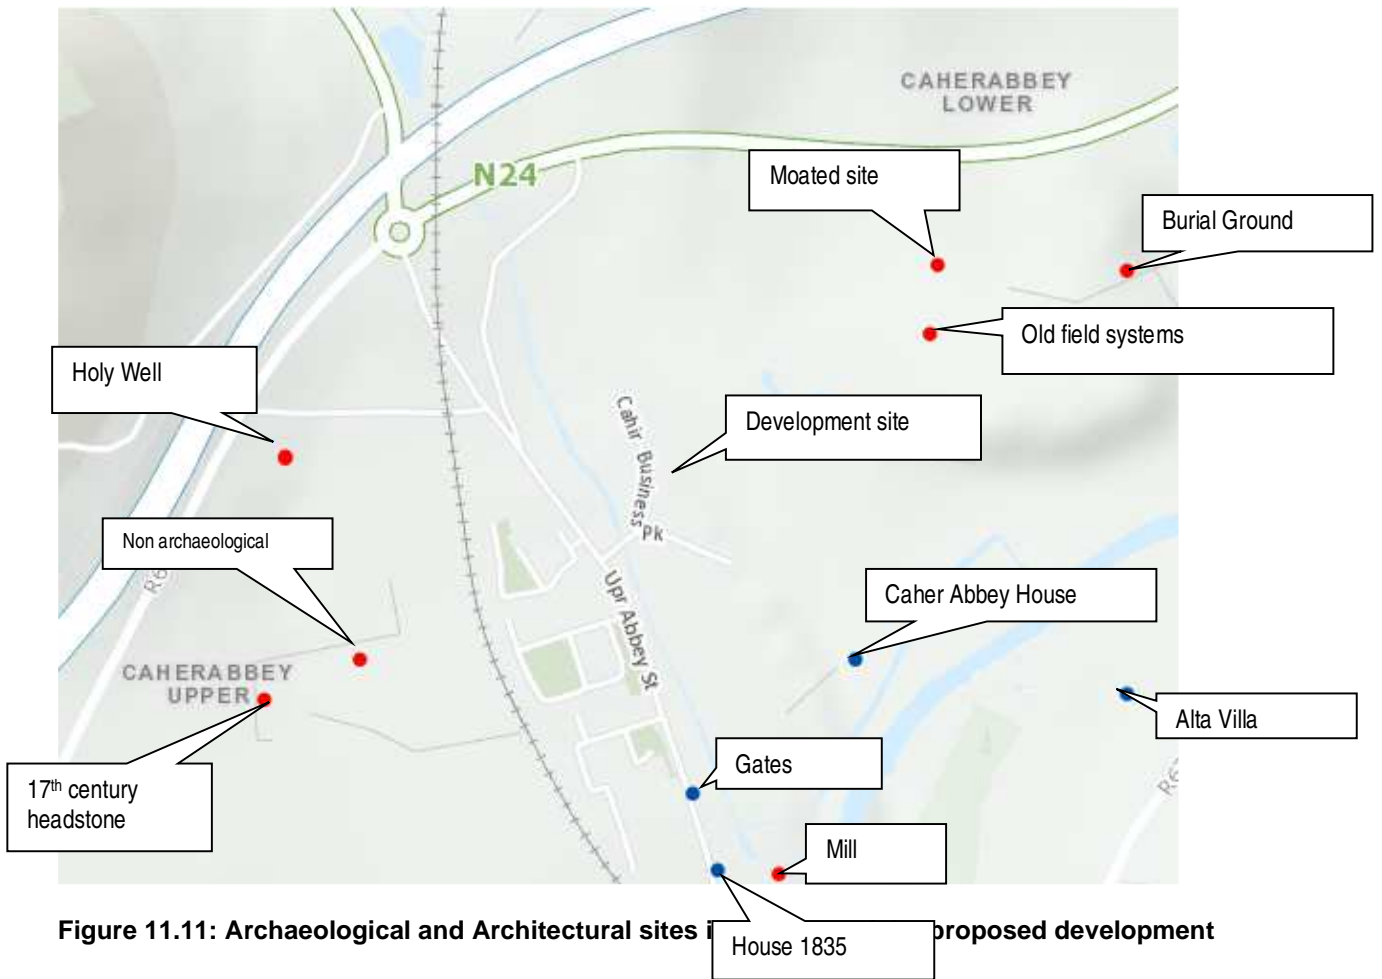 CAHERABBEY
LOWER
N24
Moated site
Burial Ground
Old field systems
Holy Well
Development site
Cahir Business
Pk
Non archaeological
R6
Upr Abbey St
Caher Abbey House
CAHERABBEY
UPPER
Alta Villa
17th century
headstone
Gates
R6
Mill
House 1835
Figure 11.11: Archaeological and Architectural sites proposed development